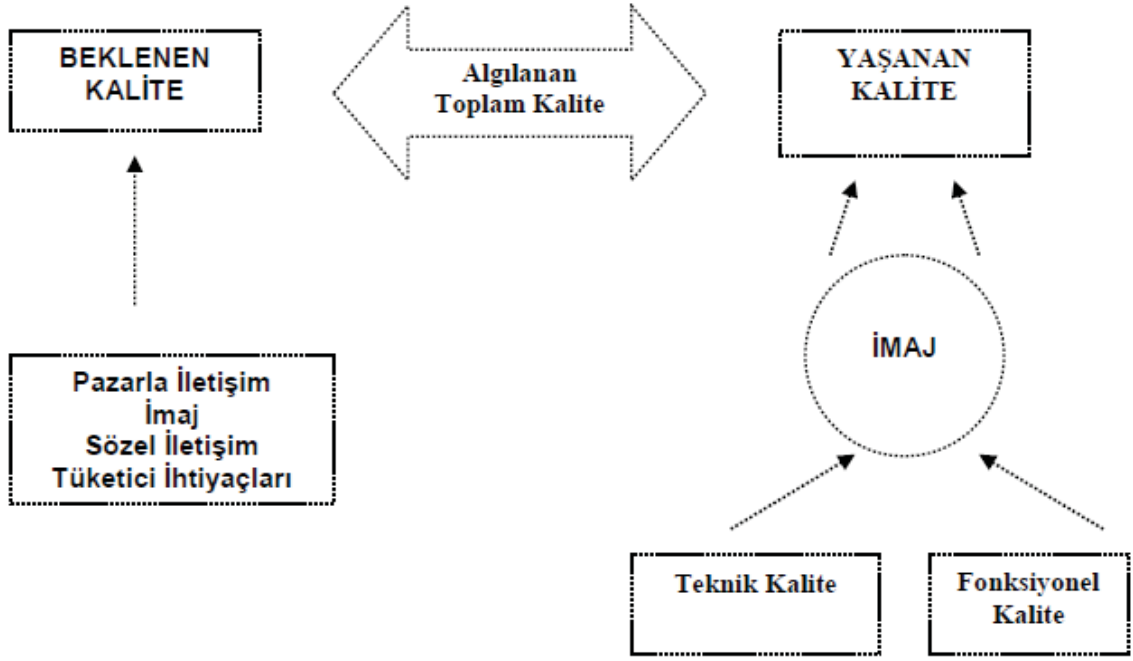 BEKLENEN
KALİTE
Algılanan
Toplam Kalite
YAŞANAN
KALİTE
Pazarla İletişim
İmaj
Sözel İletişim
Tüketici İhtiyaçları
İMAJ
Teknik Kalite
Fonksiyonel
Kalite